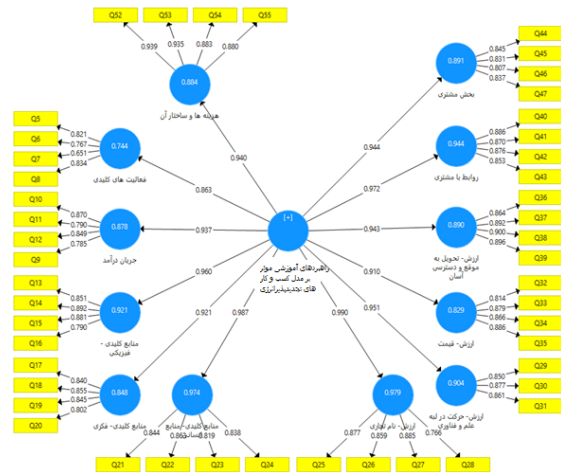 Q52
Q53
Q54
Q55
0.939
0.935
0.883
0.880
0.884
هزینه ها و ساختار آن
0.940
Q5
Q6
Q7
Q8
0.821
0.767
0.651
0.834
0.744
فعالیت های کلیدی
0.863
Q10
Q11
Q12
Q9
0.870
0.790
0.849
0.785
0.878
جریان درآمد
0.937
Q13
Q14
Q15
Q16
0.851
0.892
0.881
0.790
0.921
منابع کلیدی -
فیزیکی
0.960
Q17
Q18
Q19
Q20
0.840
0.855
0.845
0.802
0.848
منابع کلیدی- فکری
0.921
0.974
منابع کلیدی-منابع
0.987
0.844
0.863
0.819
0.838
Q21
Q22
Q23
Q24
[+]
راهبردهای آموزشی موثر
بر مدل کسب و کار
های تجدیدپذیرانرژی
0.979
ارزش- نام تجاری
0.990
0.877
0.859
0.885
0.766
Q25
Q26
Q27
Q28
Q44
Q45
Q46
Q47
0.845
0.831
0.807
0.837
0.891
بخش مشتری
0.944
Q40
Q41
Q42
Q43
0.886
0.870
0.876
0.853
0.944
روابط با مشتری
0.972
Q36
Q37
Q38
Q39
0.864
0.892
0.900
0.896
0.890
ارزش- تحویل به
موقع و دسترسی
آسان
0.943
Q32
Q33
Q34
Q35
0.814
0.879
0.866
0.886
0.829
ارزش- قیمت
0.910
Q29
Q30
Q31
0.850
0.877
0.861
0.904
ارزش- حرکت در لبه
علم و فناوری
0.951